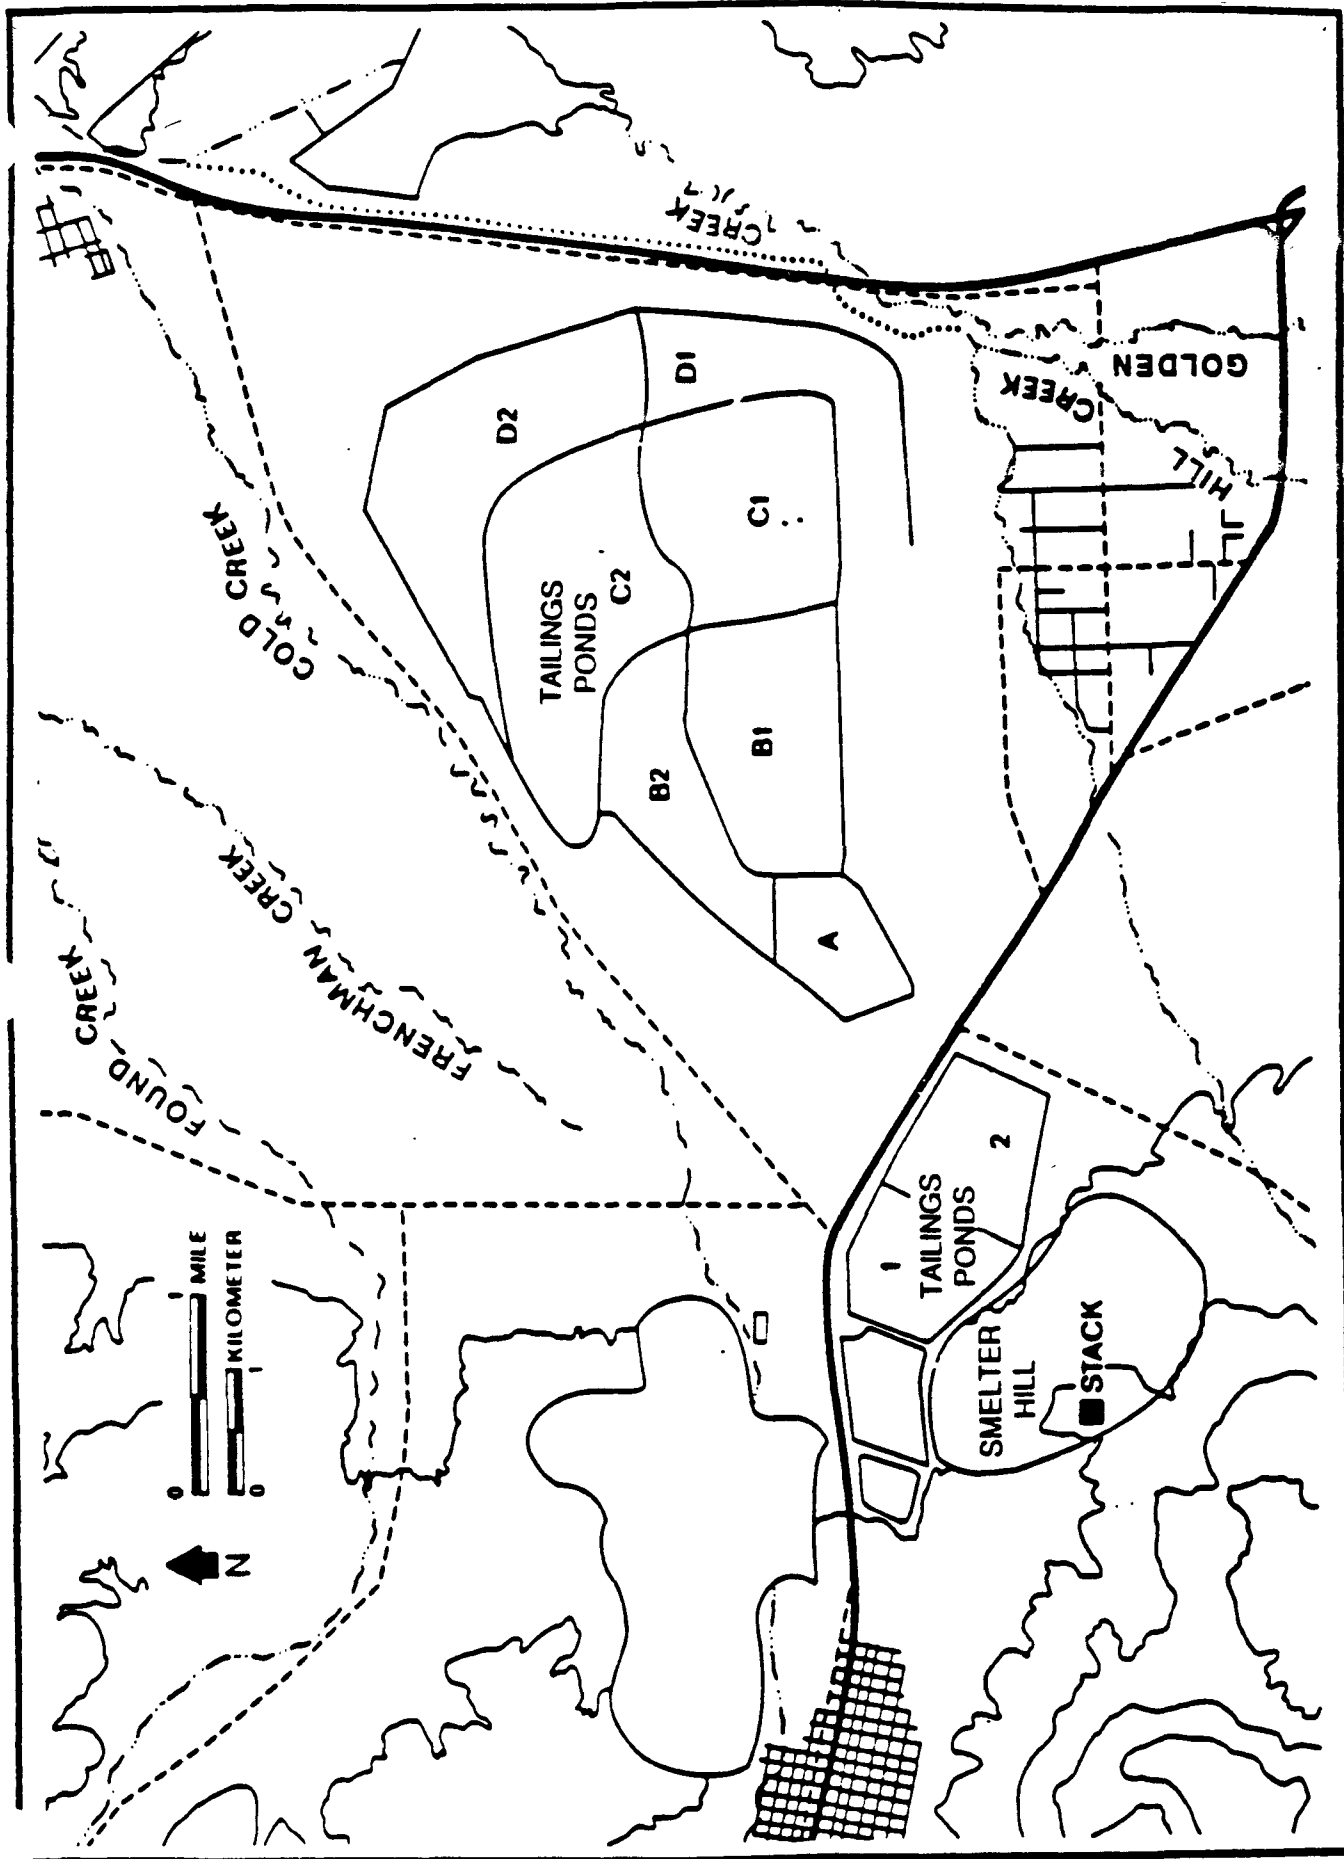 0
1
MILE
KILOMETER
0
1
N
FOUND
CREEK
FRENCHMAN CREEK
COLD CREEK
D2
D1
TAILINGS
PONDS
C2
C1
B2
B1
A
CREEK
GOLDEN
HILL
CREEK
1
TAILINGS
PONDS
2
SMELTER
HILL
STACK